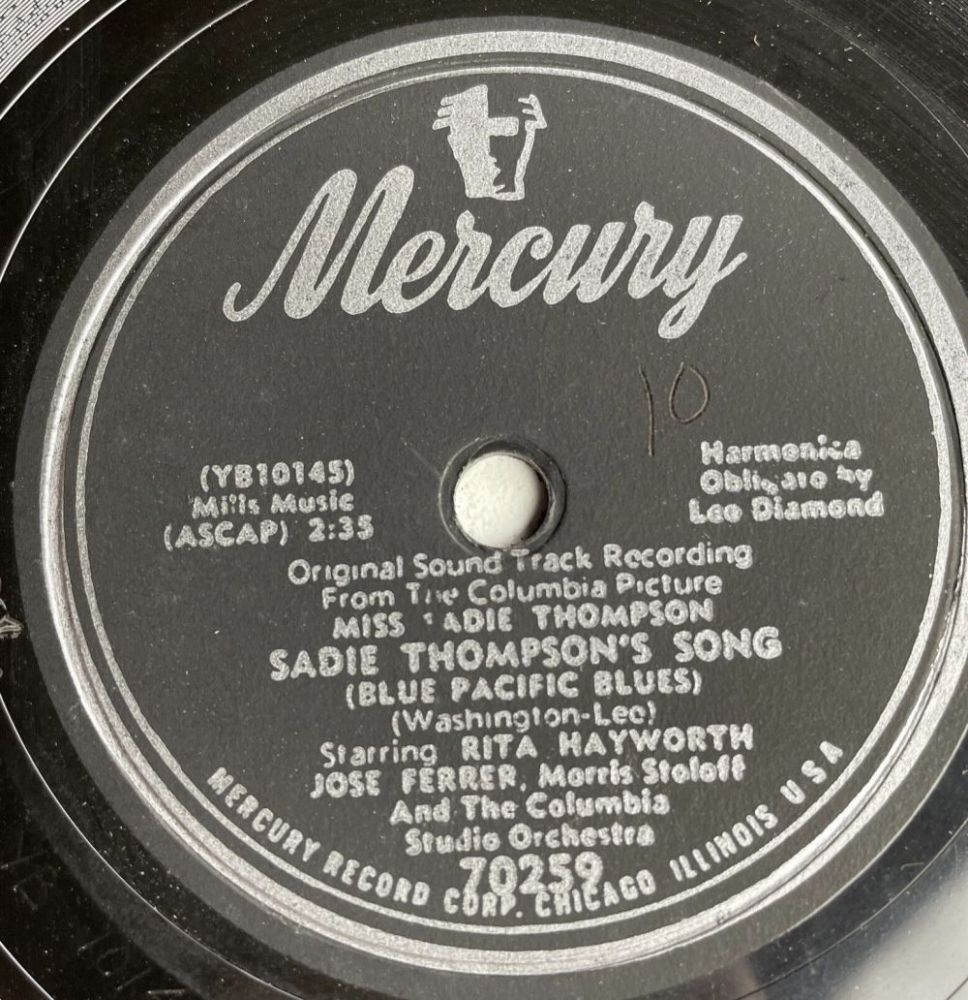 Mercury
10
(YB10145)
Mills Music
(ASCAP) 2:35
Harmonica
Obligato by
Leo Diamond
Original Sound Track Recording
From The Columbia Picture
MISS SADIE THOMPSON
SADIE THOMPSON'S SONG
(BLUE PACIFIC BLUES)
(Washington-Lee)
Starring RITA HAYWORTH
JOSE FERRER, Morris Stoloff
And The Columbia
Studio Orchestra
70259
MERCURY RECORD CORP. CHICAGO ILLINOIS U S A